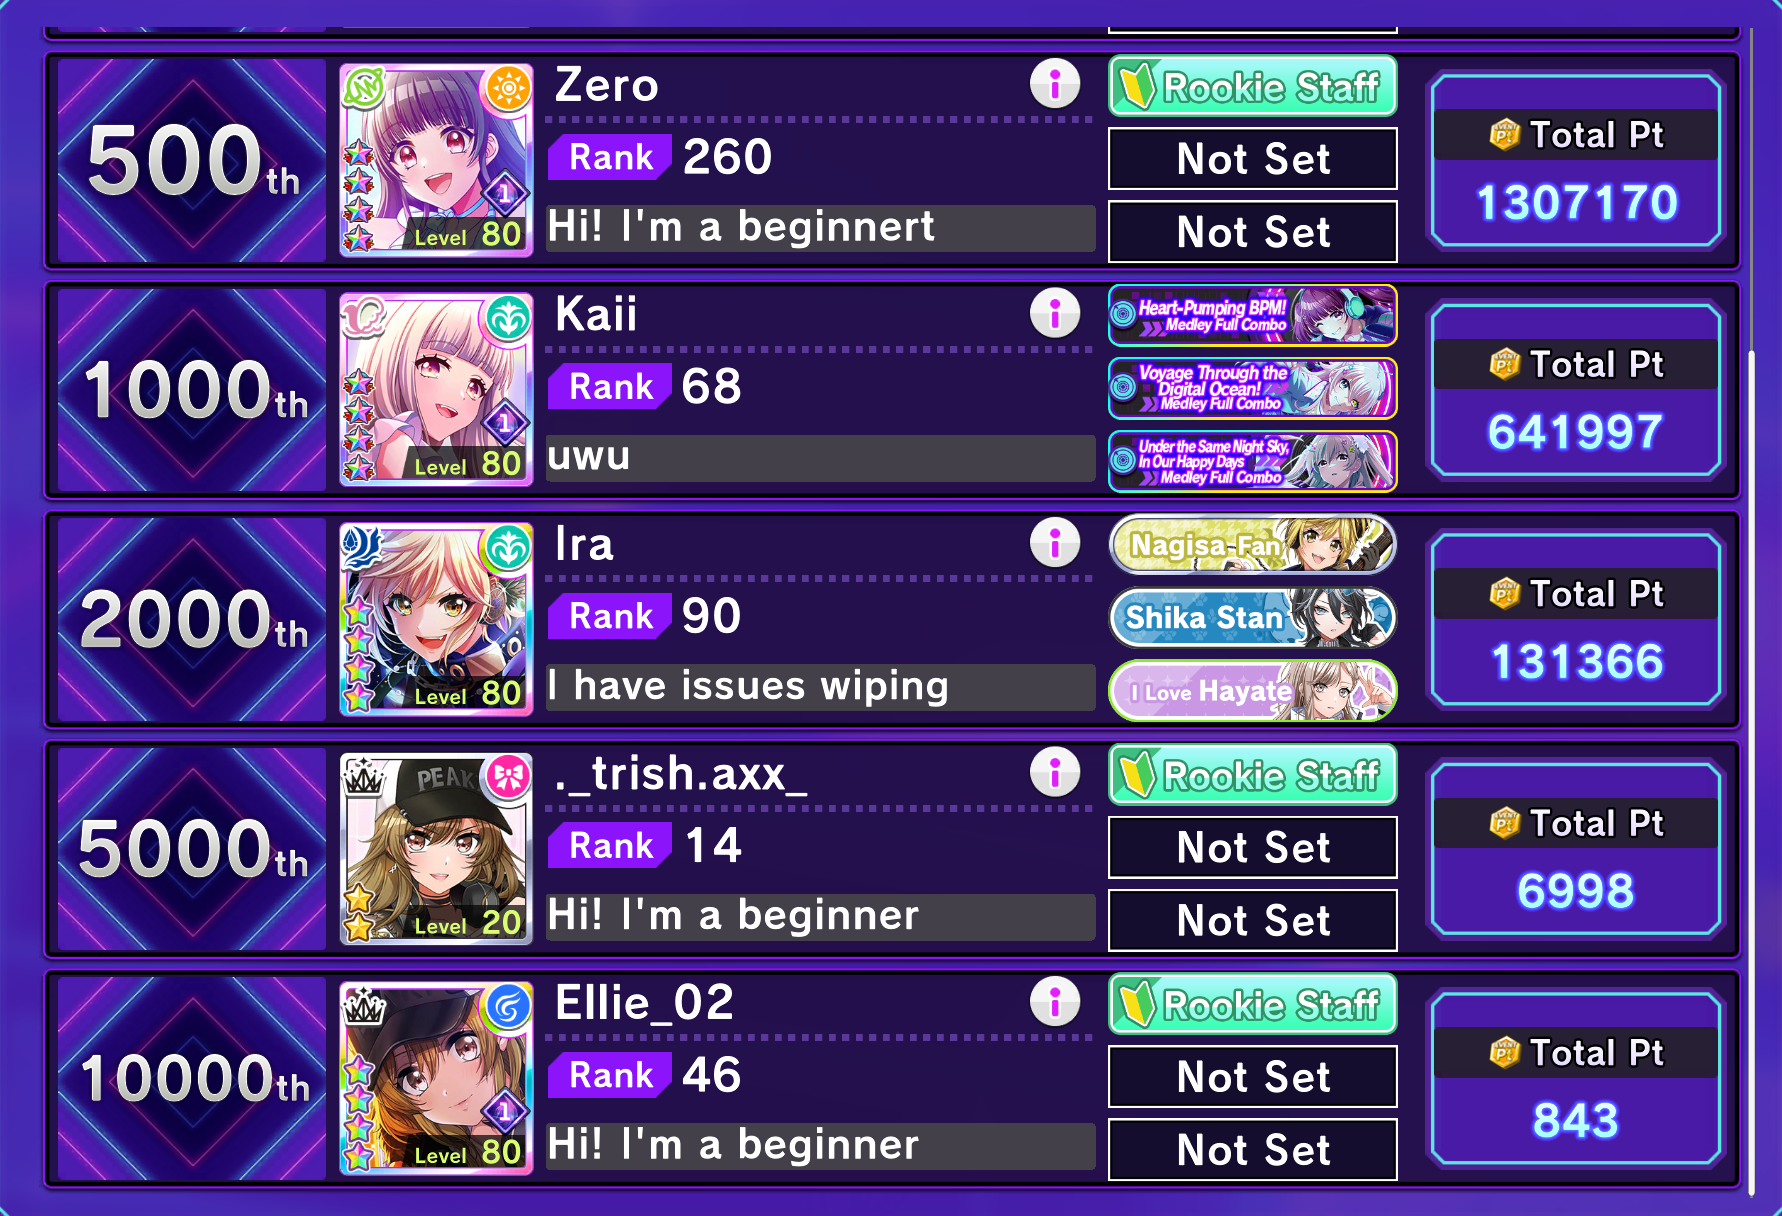 500th
Zero
Rank 260
Hi! I'm a beginnert
Level 80
1
Rookie Staff
Not Set
Not Set
Total Pt
1307170
1000th
Kaii
Rank 68
uwu
Level 80
1
Heart-Pumping BPM!
Medley Full Combo
Voyage Through the
Digital Ocean!
Medley Full Combo
Under the Same Night Sky,
In Our Happy Days
Medley Full Combo
Total Pt
641997
2000th
Ira
Rank 90
I have issues wiping
Level 80
Nagisa Fan
Shika Stan
I Love Hayate
Total Pt
131366
5000th
PEAK
._trish.axx_
Rank 14
Hi! I'm a beginner
Level 20
Rookie Staff
Not Set
Not Set
Total Pt
6998
10000th
Ellie_02
Rank 46
Hi! I'm a beginner
Level 80
1
Rookie Staff
Not Set
Not Set
Total Pt
843